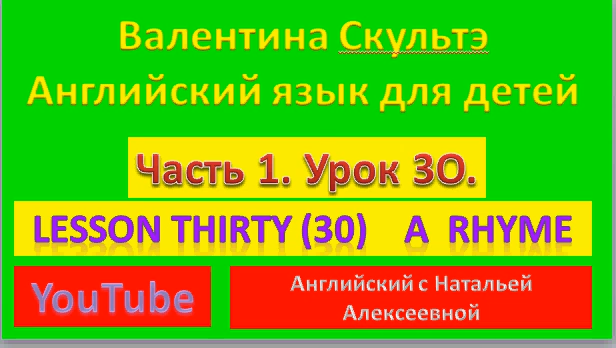 Валентина Скультэ
Английский язык для детей
Часть 1. Урок 3О.
LESSON THIRTY (30) A RHYME
YouTube
Английский с Натальей
Алексеевной